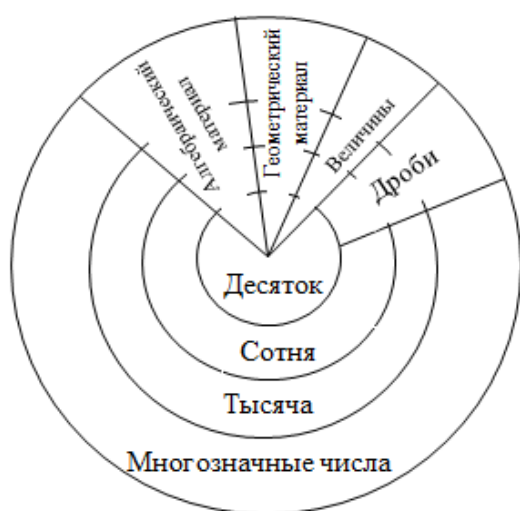 Алгебраический
материал
Геометрический
материал
Величины
Дроби
Десяток
Сотня
Тысяча
Многозначные числа